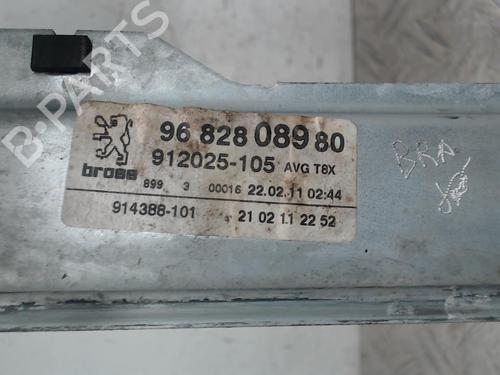 B-PARTS
96 828 089 80
brose
912025-105 AVG T8X
899 3 00016 22.02.11 02:44
914388-101 21 02 11 22 52
BRA